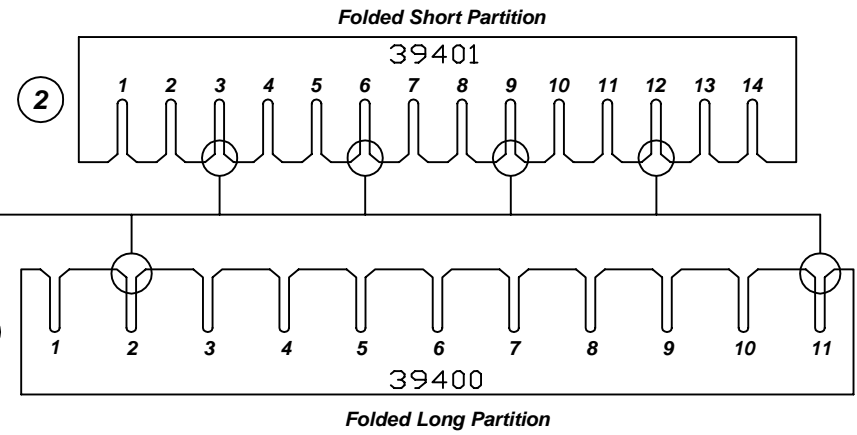 Folded Short Partition
39401
1 2 3 4 5 6 7 8 9 10 11 12 13 14
2
1 2 3 4 5 6 7 8 9 10 11
39400
Folded Long Partition